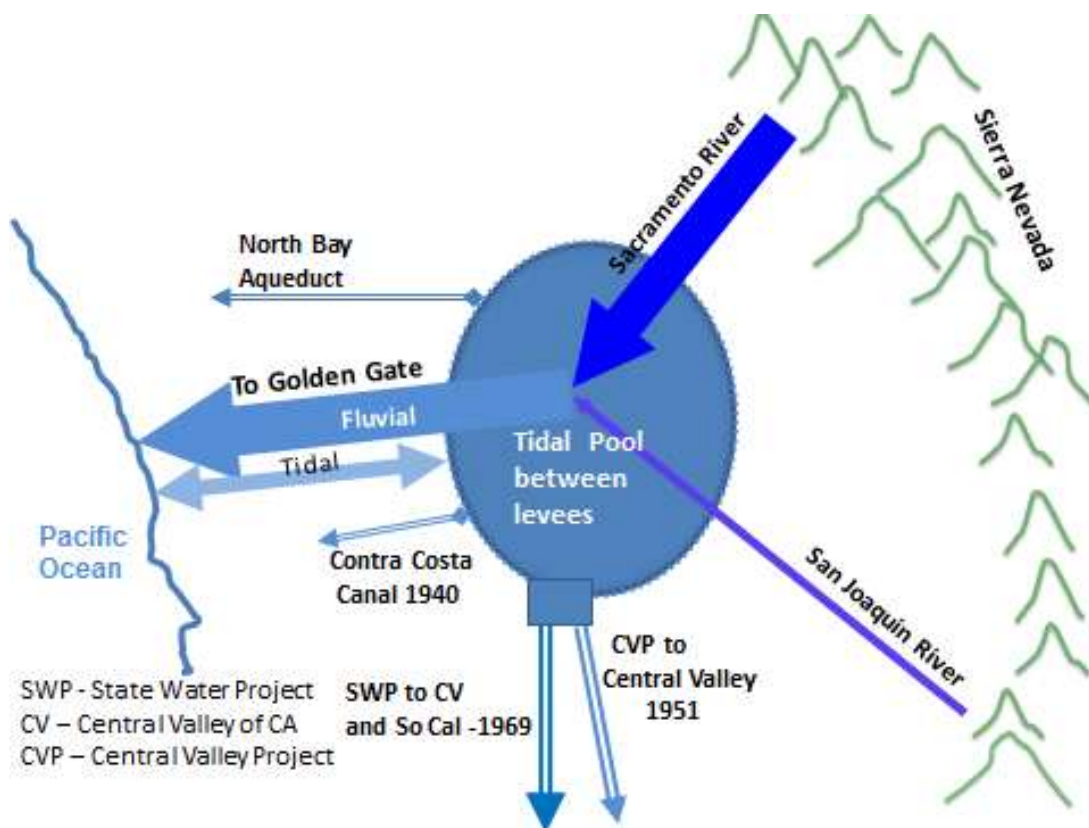 Sacramento River
Sierra Nevada
North Bay
Aqueduct
To Golden Gate
Fluvial
Tidal
Tidal Pool
between
levees
Pacific
Ocean
Contra Costa
Canal 1940
San Joaquin River
CVP to
Central Valley
1951
SWP to CV
and So Cal -1969
SWP - State Water Project
CV – Central Valley of CA
CVP – Central Valley Project